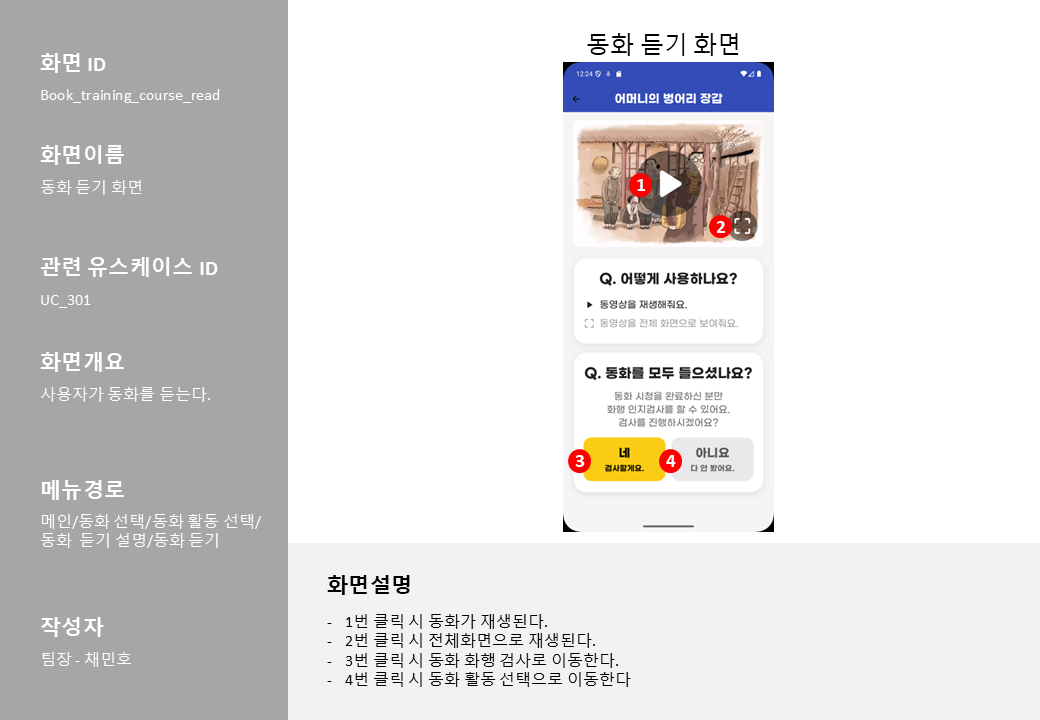 화면 ID
Book_training_course_read
화면이름
동화 듣기 화면
관련 유스케이스 ID
UC_301
화면개요
사용자가 동화를 듣는다.
메뉴경로
메인/동화 선택/동화 활동 선택/
동화 듣기 설명/동화 듣기
작성자
팀장 - 채민호
동화 듣기 화면
12:24
어머니의 벙어리 장갑
1
2
Q. 어떻게 사용하나요?
동영상을 재생해줘요.
동영상을 전체 화면으로 보여줘요.
Q. 동화를 모두 들으셨나요?
동화 시청을 완료하신 분만
화행 인지검사를 할 수 있어요.
검사를 진행하시겠어요?
3
네
검사할게요.
4
아니요
다 안 봤어요.
화면설명
- 1번 클릭 시 동화가 재생된다.
- 2번 클릭 시 전체화면으로 재생된다.
- 3번 클릭 시 동화 화행 검사로 이동한다.
- 4번 클릭 시 동화 활동 선택으로 이동한다